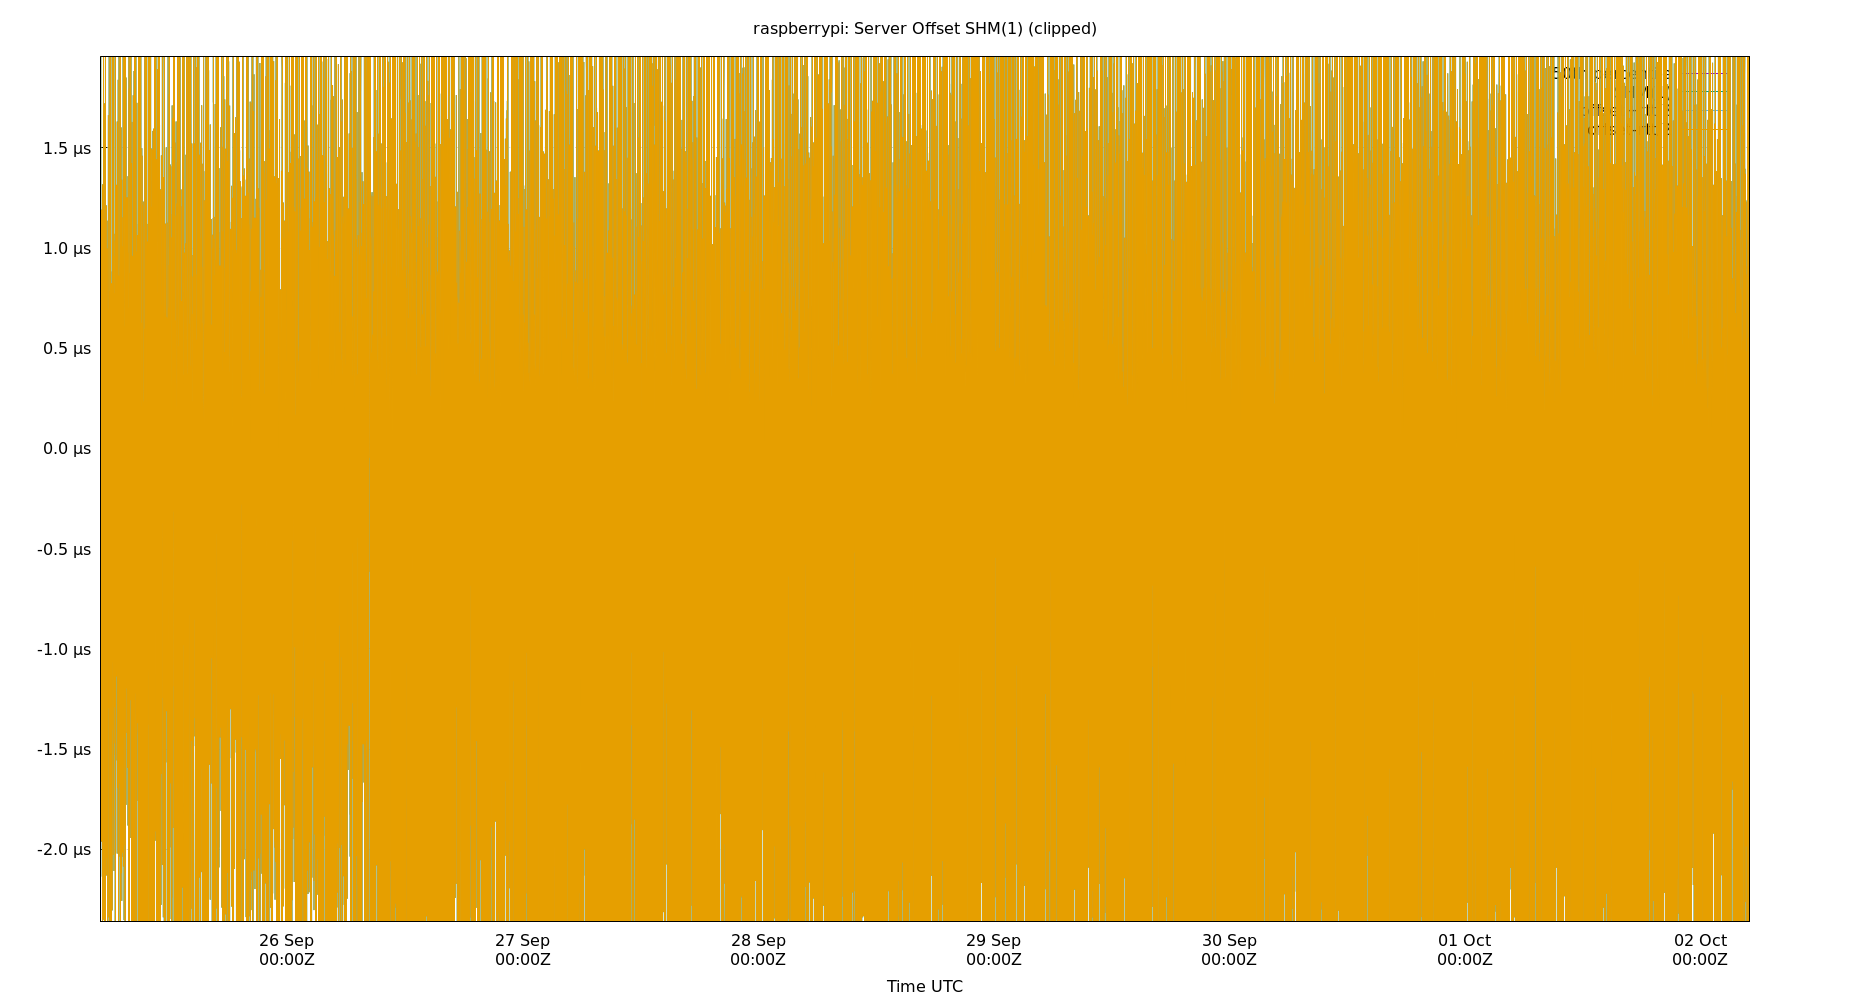 raspberrypi: Server Offset SHM(1) (clipped)
1.5 µs
1.0 µs
0.5 µs
0.0 µs
-0.5 µs
-1.0 µs
-1.5 µs
-2.0 µs
26 Sep 27 Sep 28 Sep 29 Sep 30 Sep 01 Oct 02 Oct
00:00Z 00:00Z 00:00Z 00:00Z 00:00Z 00:00Z 00:00Z
Time UTC